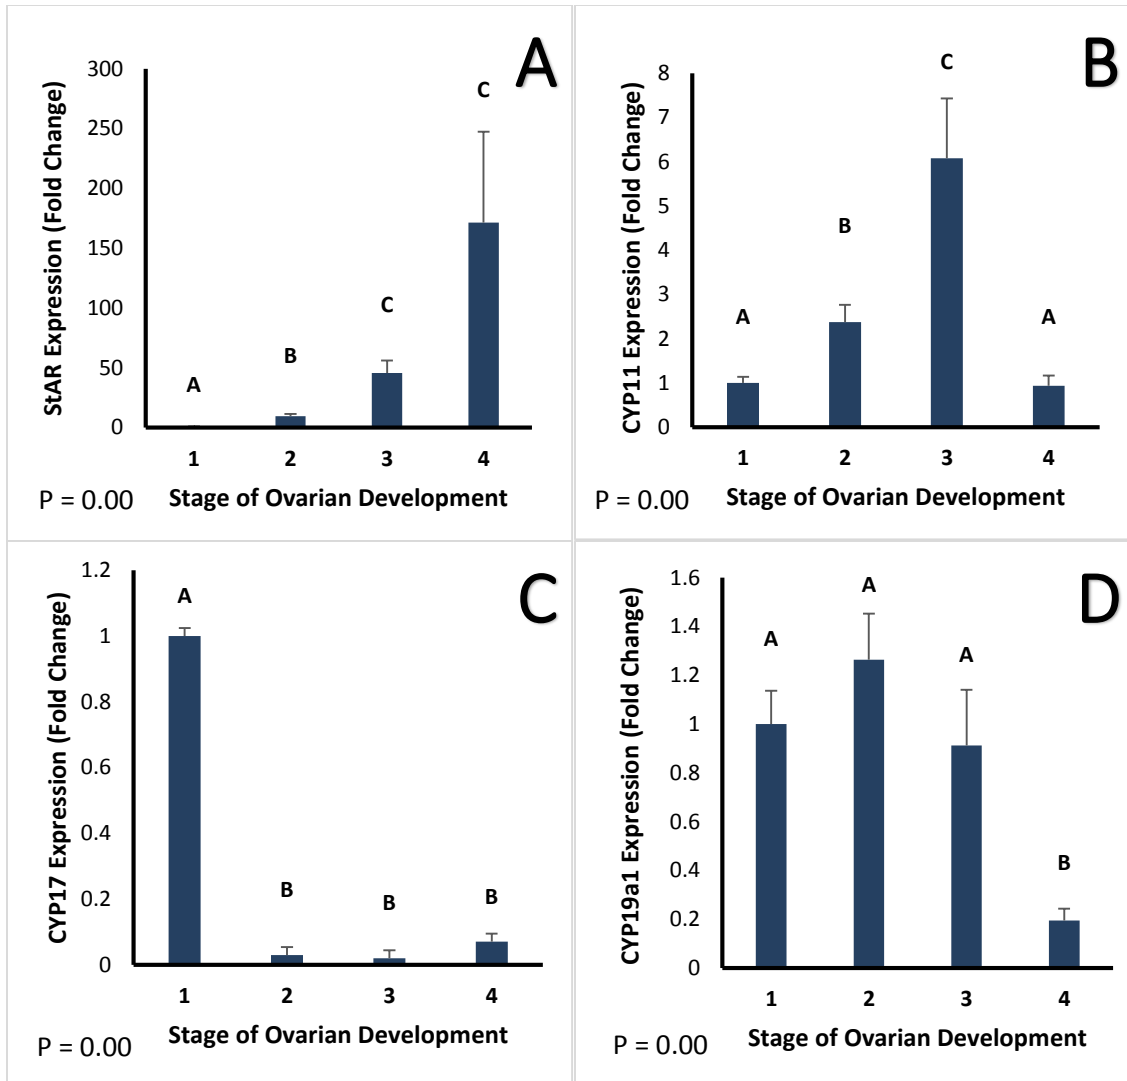 A
StAR Expression (Fold Change)
300
250
200
150
100
50
0
A
B
C
C
1 2 3 4
P = 0.00 Stage of Ovarian Development
B
CYP11 Expression (Fold Change)
8
7
6
5
4
3
2
1
0
A
B
C
A
1 2 3 4
P = 0.00 Stage of Ovarian Development
C
CYP17 Expression (Fold Change)
1.2
1
0.8
0.6
0.4
0.2
0
A
B
B
B
1 2 3 4
P = 0.00 Stage of Ovarian Development
D
CYP19a1 Expression (Fold Change)
1.6
1.4
1.2
1
0.8
0.6
0.4
0.2
0
A
A
A
B
1 2 3 4
P = 0.00 Stage of Ovarian Development